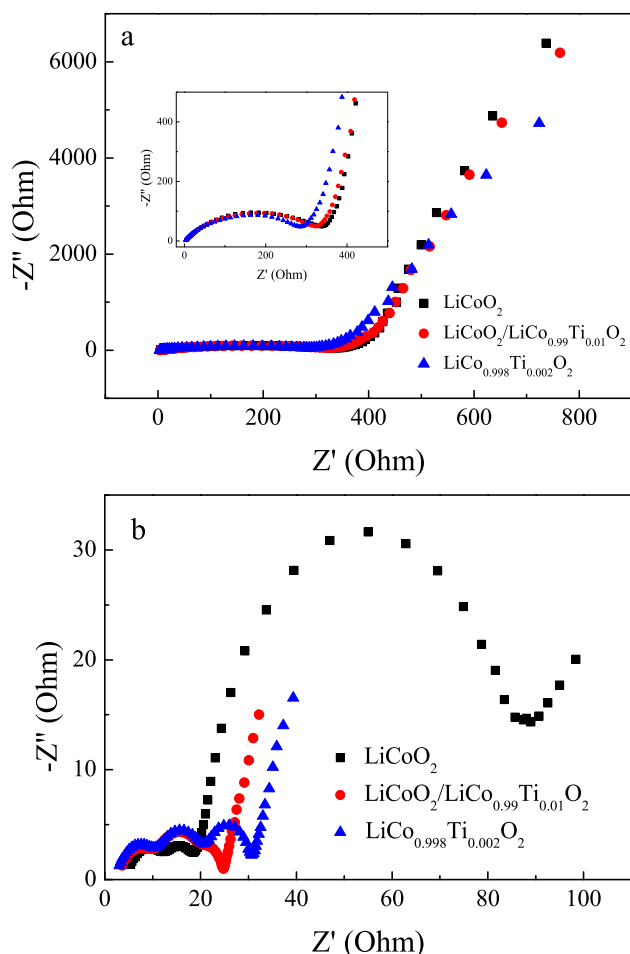 a
-Z'' (Ohm)
6000
4000
2000
0
0 200 400 600 800
Z' (Ohm)
-Z'' (Ohm)
400
200
0
0 200 400
Z' (Ohm)
LiCoO₂
LiCoO₂/LiCo₀.₉₉Ti₀.₀₁O₂
LiCo₀.₉₉₈Ti₀.₀₀₂O₂
b
-Z'' (Ohm)
30
20
10
0
0 20 40 60 80 100
Z' (Ohm)
LiCoO₂
LiCoO₂/LiCo₀.₉₉Ti₀.₀₁O₂
LiCo₀.₉₉₈Ti₀.₀₀₂O₂